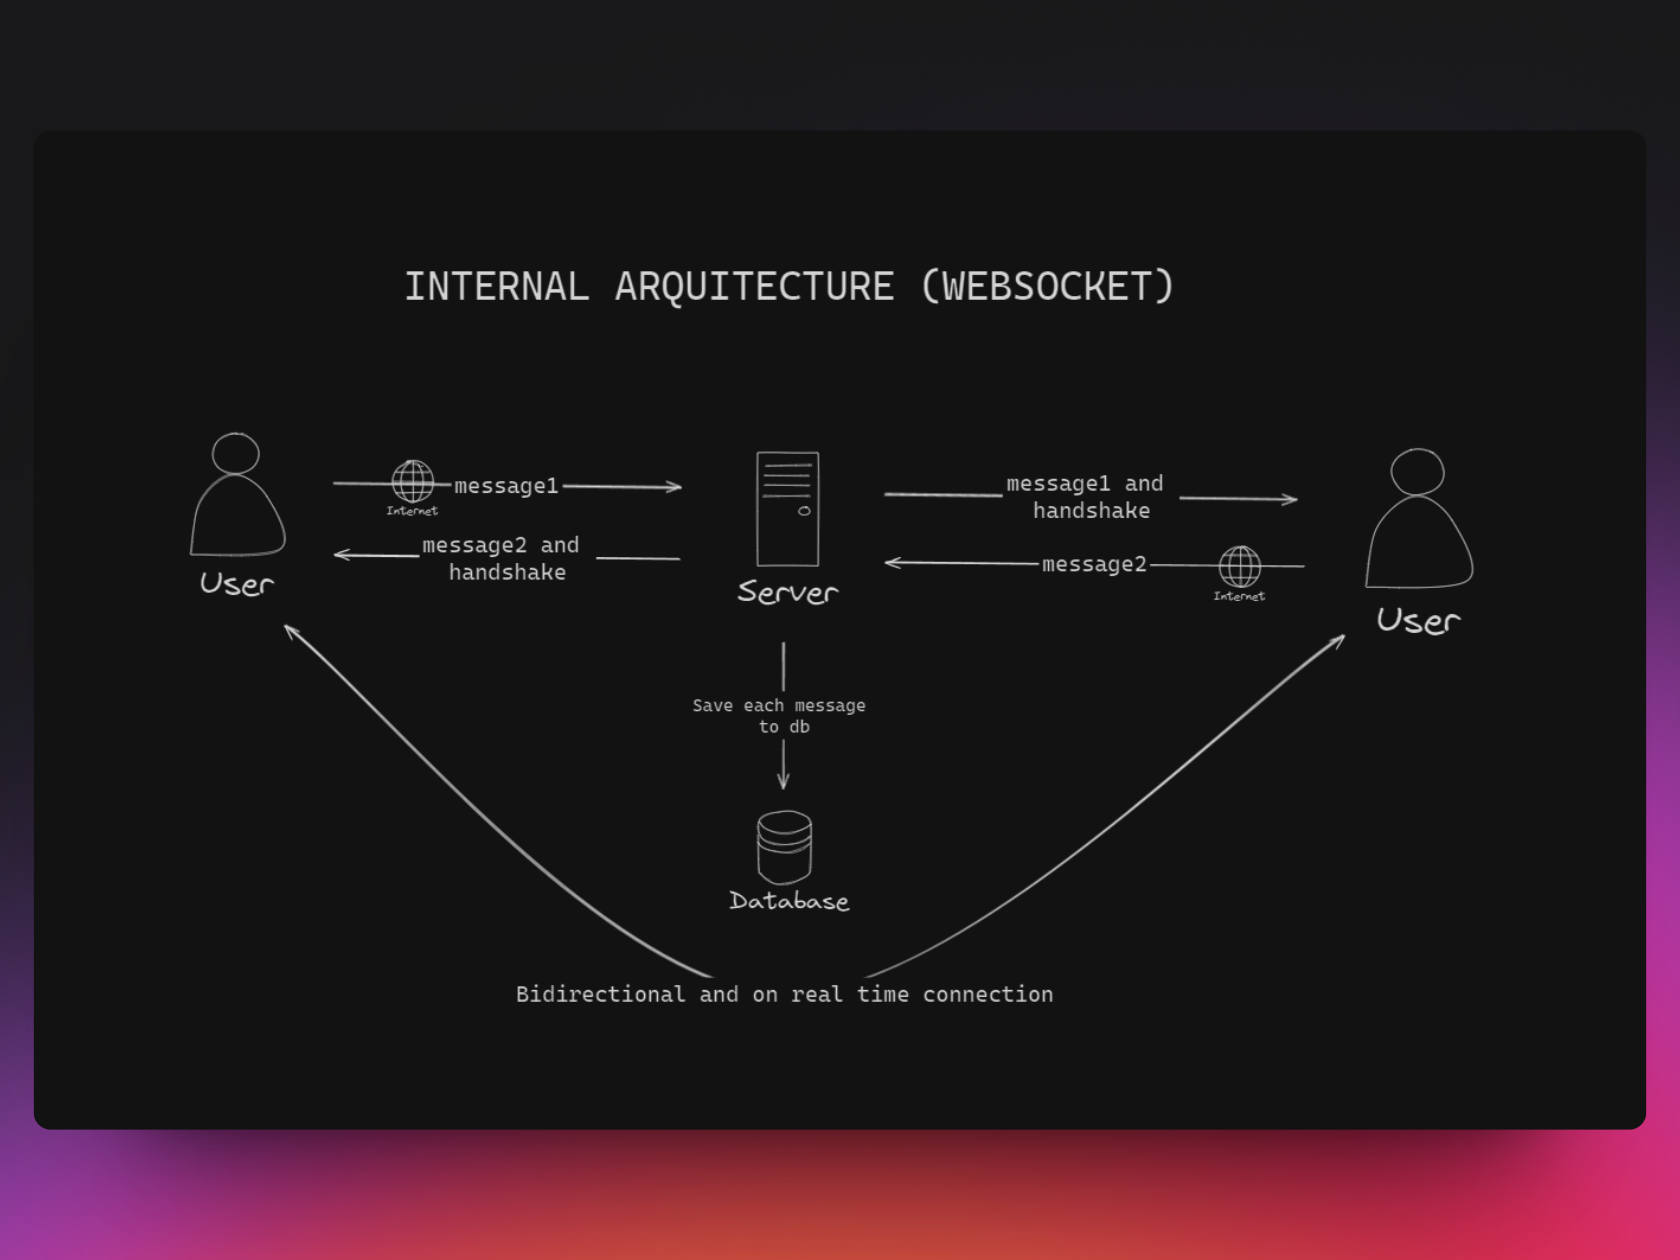 INTERNAL ARQUITECTURE (WEBSOCKET)
message1
Internet
message2 and
handshake
User
Server
message1 and
handshake
message2
Internet
User
Save each message
to db
Database
Bidirectional and on real time connection